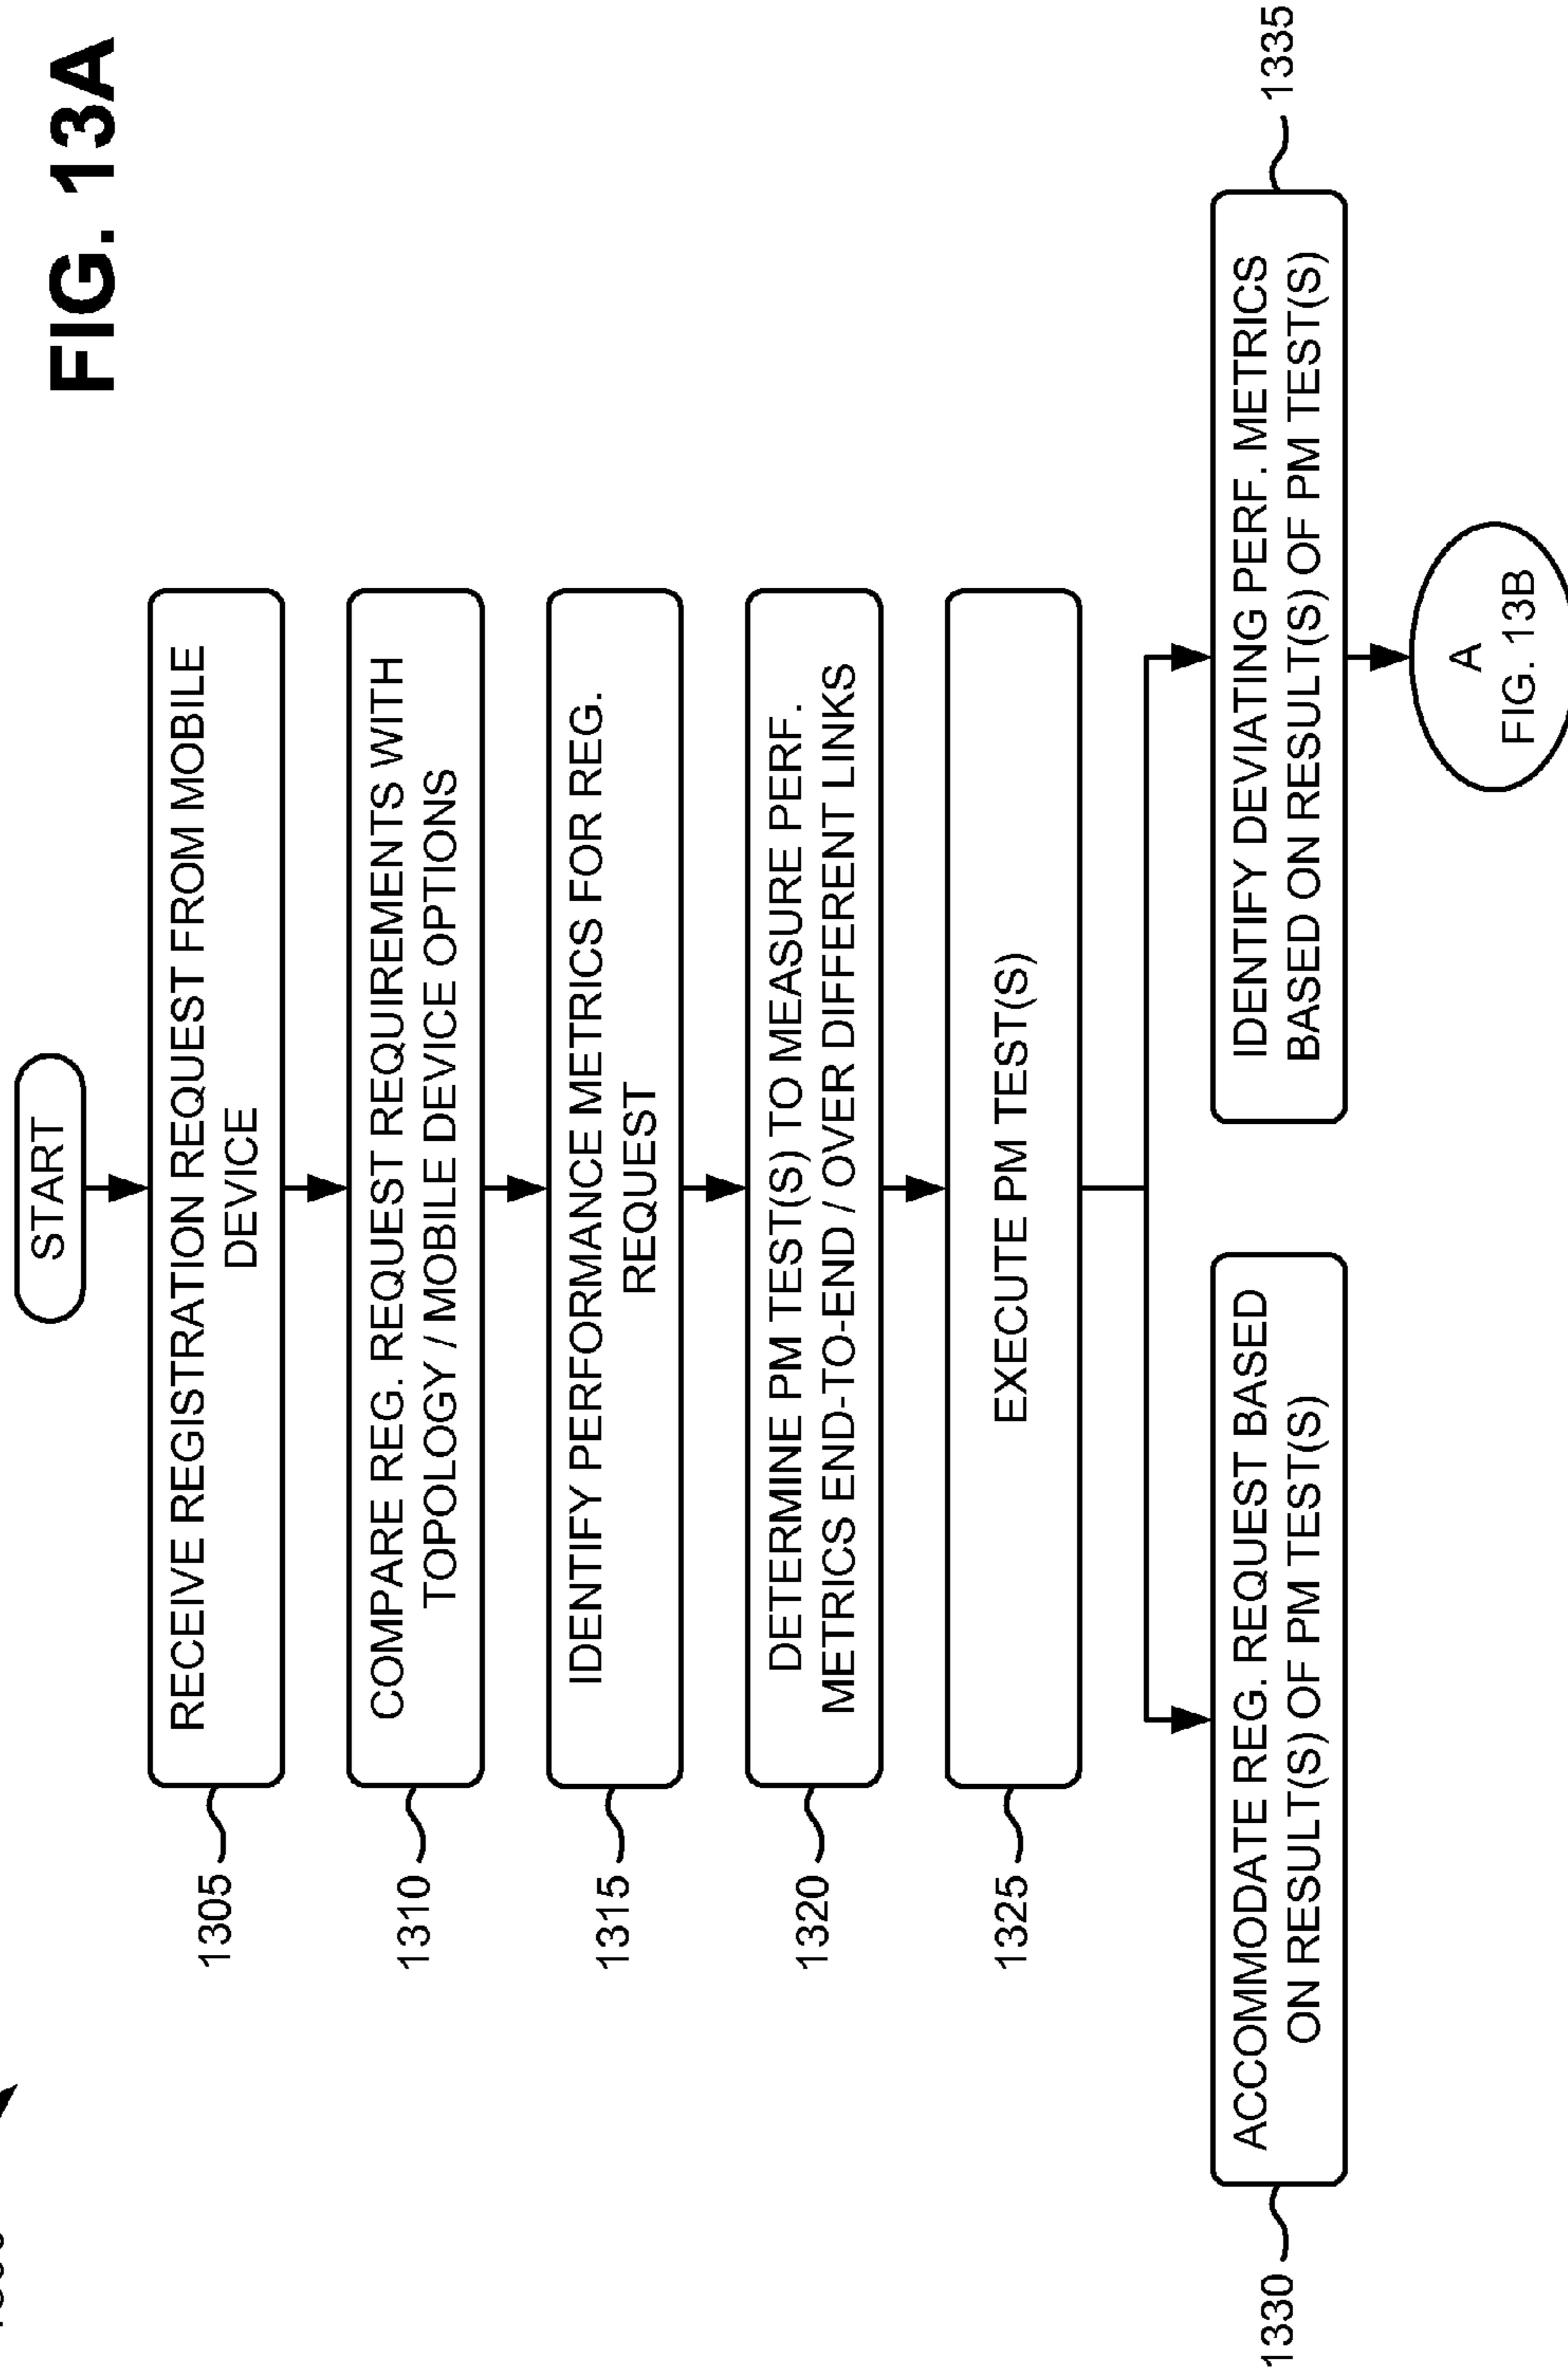 FIG. 13A
START
1305
RECEIVE REGISTRATION REQUEST FROM MOBILE
DEVICE
1310
COMPARE REG. REQUEST REQUIREMENTS WITH
TOPOLOGY / MOBILE DEVICE OPTIONS
1315
IDENTIFY PERFORMANCE METRICS FOR REG.
REQUEST
1320
DETERMINE PM TEST(S) TO MEASURE PERF.
METRICS END-TO-END / OVER DIFFERENT LINKS
1325
EXECUTE PM TEST(S)
1330
ACCOMMODATE REG. REQUEST BASED
ON RESULT(S) OF PM TEST(S)
1335
IDENTIFY DEVIATING PERF. METRICS
BASED ON RESULT(S) OF PM TEST(S)
A
FIG. 13B